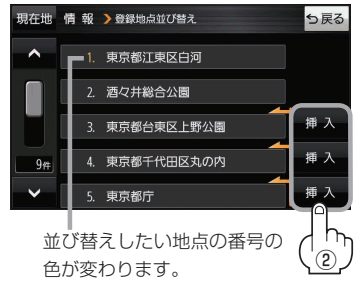 現在地 情報 登録地点並び替え 戻る
1. 東京都江東区白河
2. 酒々井総合公園
3. 東京都台東区上野公園 挿入
4. 東京都千代田区丸の内 挿入
9件
5. 東京都庁 挿入
②
並び替えしたい地点の番号の
色が変わります。